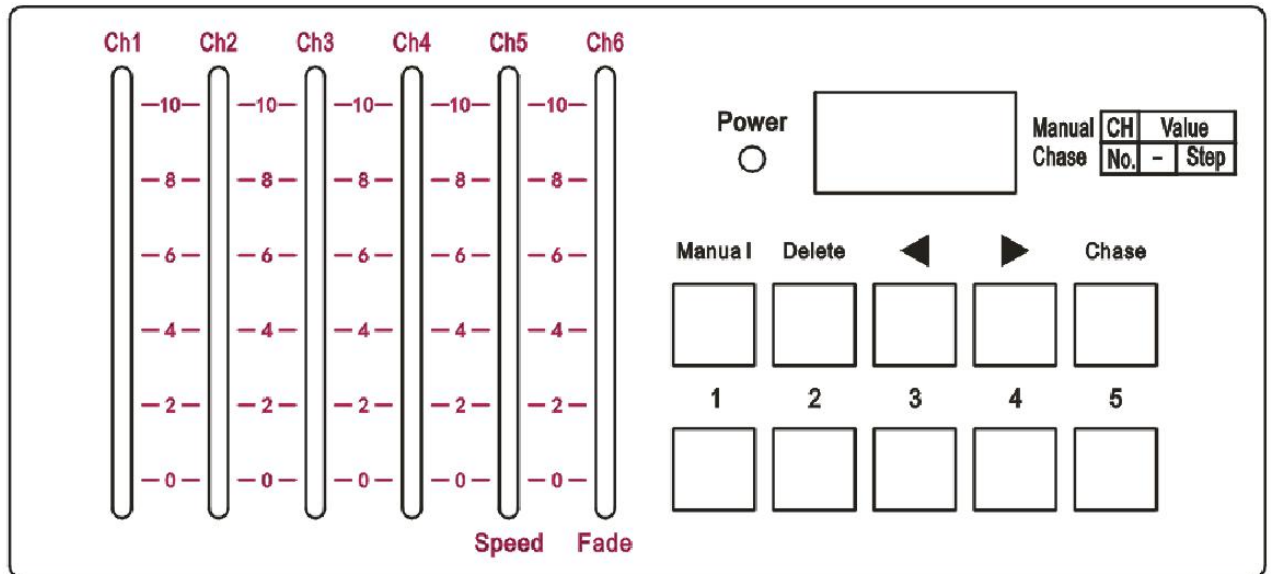 Ch1 Ch2 Ch3 Ch4 Ch5 Ch6
—10— —10— —10— —10— —10—
—8— —8— —8— —8— —8—
—6— —6— —6— —6— —6—
—4— —4— —4— —4— —4—
—2— —2— —2— —2— —2—
—0— —0— —0— —0— —0—
Speed Fade
Power
Manual CH Value
Chase No. – Step
Manual Delete ◀ ▶ Chase
1 2 3 4 5